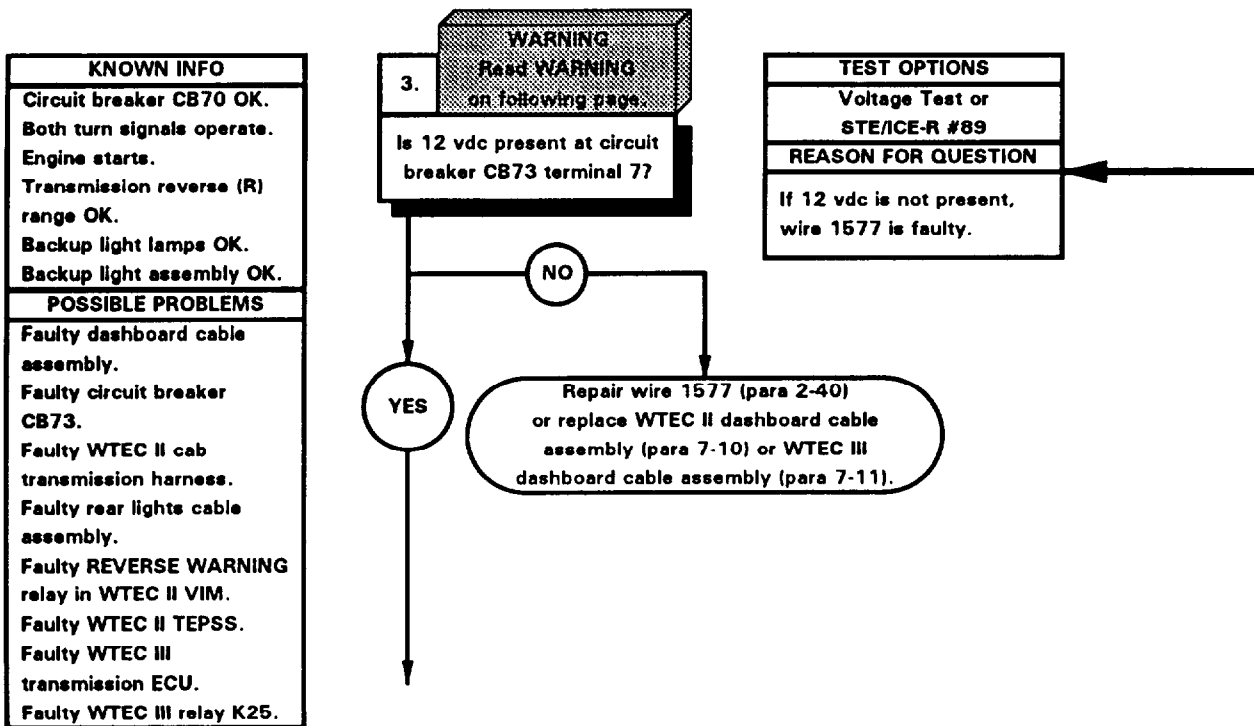 KNOWN INFO
Circuit breaker CB70 OK.
Both turn signals operate.
Engine starts.
Transmission reverse (R)
range OK.
Backup light lamps OK.
Backup light assembly OK.
POSSIBLE PROBLEMS
Faulty dashboard cable
assembly.
Faulty circuit breaker
CB73.
Faulty WTEC II cab
transmission harness.
Faulty rear lights cable
assembly.
Faulty REVERSE WARNING
relay in WTEC II VIM.
Faulty WTEC II TEPSS.
Faulty WTEC III
transmission ECU.
Faulty WTEC III relay K25.
WARNING
Read WARNING
on following page.
3.
Is 12 vdc present at circuit
breaker CB73 terminal 7?
NO
YES
Repair wire 1577 (para 2-40)
or replace WTEC II dashboard cable
assembly (para 7-10) or WTEC III
dashboard cable assembly (para 7-11).
TEST OPTIONS
Voltage Test or
STE/ICE-R #89
REASON FOR QUESTION
If 12 vdc is not present,
wire 1577 is faulty.